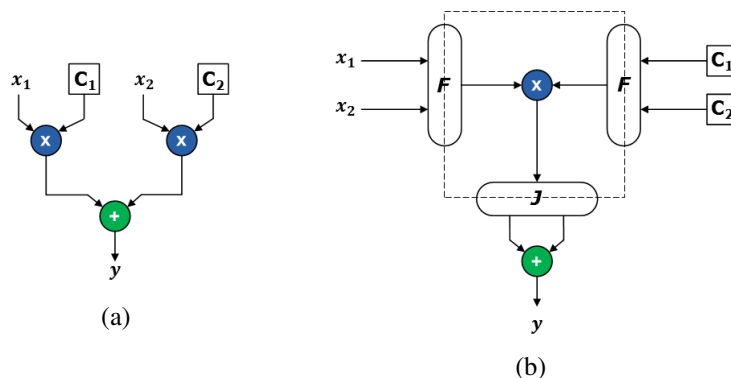 x₁ C₁ x₂ C₂
x x
+
y
(a)
x₁ F x F C₁
x₂ C₂
J
+
y
(b)